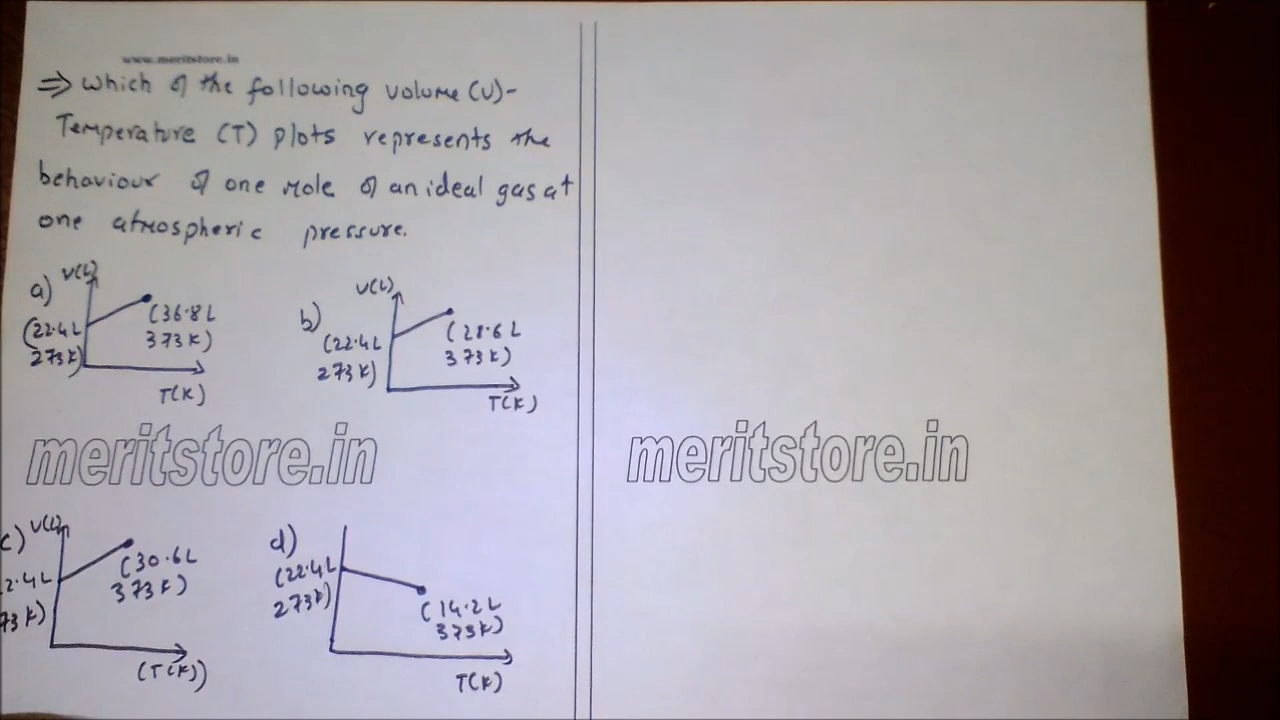 www.meritstore.in
⇒ Which of the following volume (V)-
Temperature (T) plots represents the
behaviour of one mole of an ideal gas at
one atmospheric pressure.
a) V(L)
(22.4L
273K)
(36.8L
373K)
T(K)
b) V(L)
(22.4L
273K)
(28.6L
373K)
T(K)
meritstore.in
meritstore.in
c) V(L)
2.4L
73K)
(30.6L
373K)
(T(K))
d)
(22.4L
273K)
(14.2L
373K)
T(K)